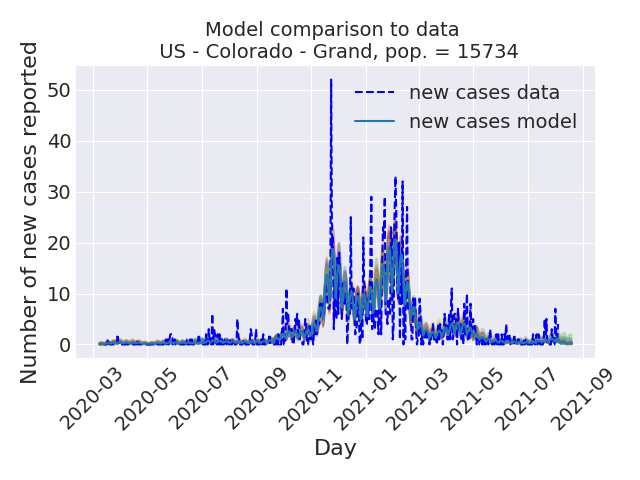 Model comparison to data
US - Colorado - Grand, pop. = 15734
new cases data
new cases model
Number of new cases reported
50
40
30
20
10
0
2020-03
2020-05
2020-07
2020-09
2020-11
2021-01
2021-03
2021-05
2021-07
2021-09
Day